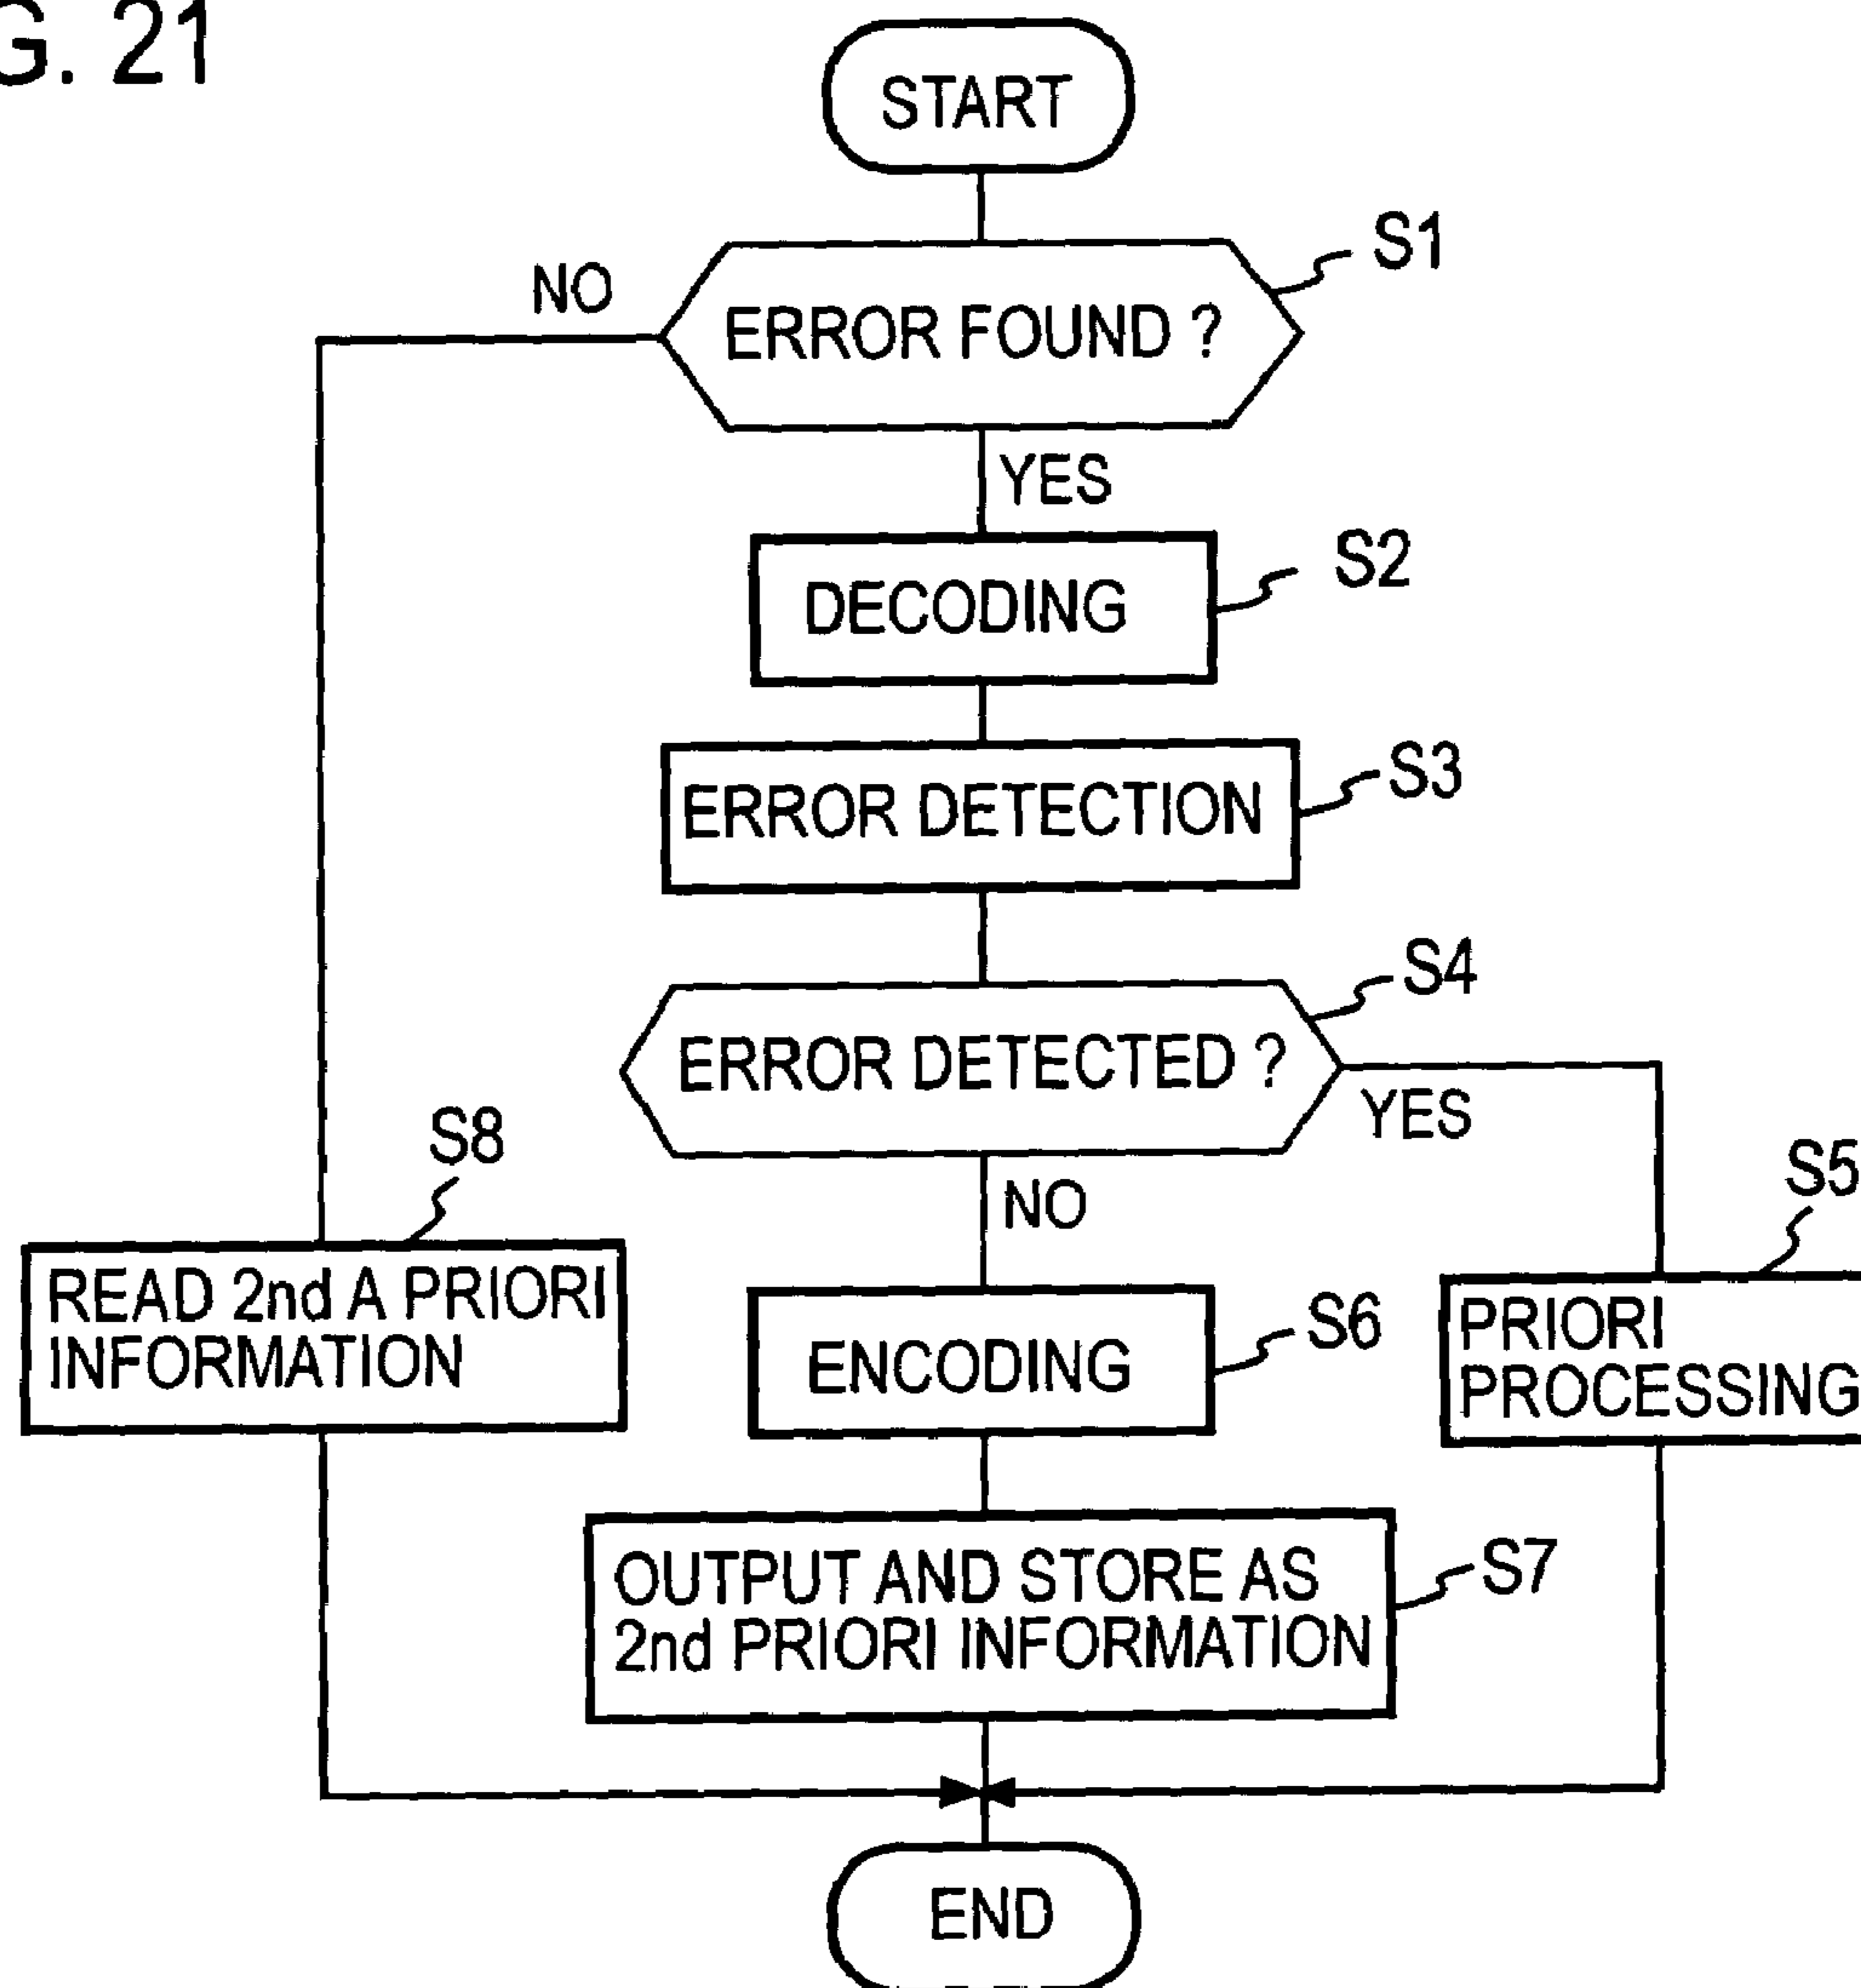 G. 21
START
S1
NO
ERROR FOUND ?
YES
S2
DECODING
S3
ERROR DETECTION
S4
ERROR DETECTED ?
YES
S8
S5
NO
READ 2nd A PRIORI
INFORMATION
S6
ENCODING
PRIORI
PROCESSING
S7
OUTPUT AND STORE AS
2nd PRIORI INFORMATION
END